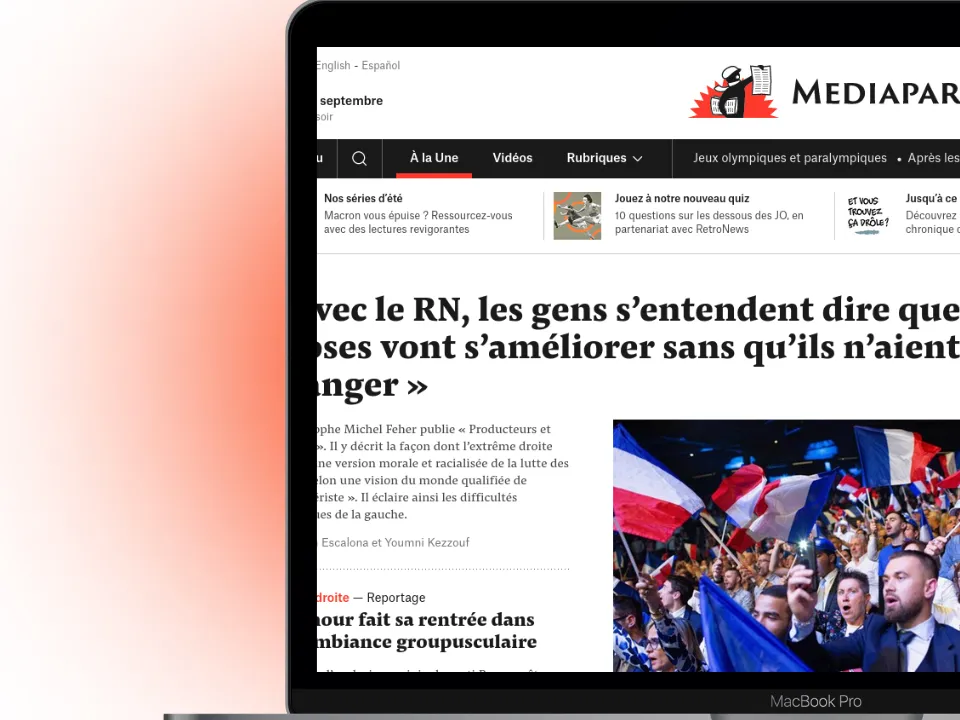 English - Español
septembre
soir
MEDIAPAR
À la Une
Vidéos
Rubriques
Jeux olympiques et paralympiques • Après les
Nos séries d'été
Macron vous épuise ? Ressourcez-vous
avec des lectures revigorantes
Jouez à notre nouveau quiz
10 questions sur les dessous des JO, en
partenariat avec RetroNews
ET VOUS
TROUVEZ
ÇA DRÔLE?
Jusqu'à ce
Découvrez
chronique
vec le RN, les gens s'entendent dire que
oses vont s'améliorer sans qu'ils n'aient
anger »
ophe Michel Feher publie « Producteurs et
». Il y décrit la façon dont l'extrême droite
ne version morale et racialisée de la lutte des
elon une vision du monde qualifiée de
ériste ». Il éclaire ainsi les difficultés
ues de la gauche.
Escalona et Youmni Kezzouf
droite — Reportage
mour fait sa rentrée dans
mbiance groupusculaire
MacBook Pro